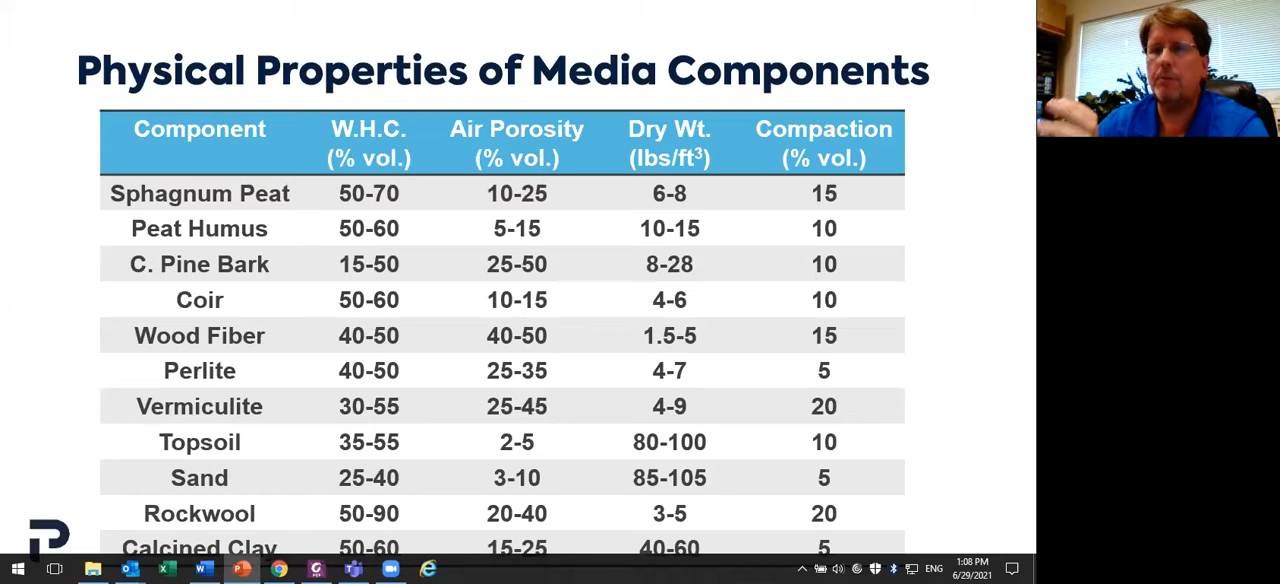 Physical Properties of Media Components
Component W.H.C. (% vol.) Air Porosity (% vol.) Dry Wt. (lbs/ft³) Compaction (% vol.)
Sphagnum Peat 50-70 10-25 6-8 15
Peat Humus 50-60 5-15 10-15 10
C. Pine Bark 15-50 25-50 8-28 10
Coir 50-60 10-15 4-6 10
Wood Fiber 40-50 40-50 1.5-5 15
Perlite 40-50 25-35 4-7 5
Vermiculite 30-55 25-45 4-9 20
Topsoil 35-55 2-5 80-100 10
Sand 25-40 3-10 85-105 5
Rockwool 50-90 20-40 3-5 20
Calcined Clay 50-60 15-25 40-60 5
ENG
1:08 PM
6/29/2021